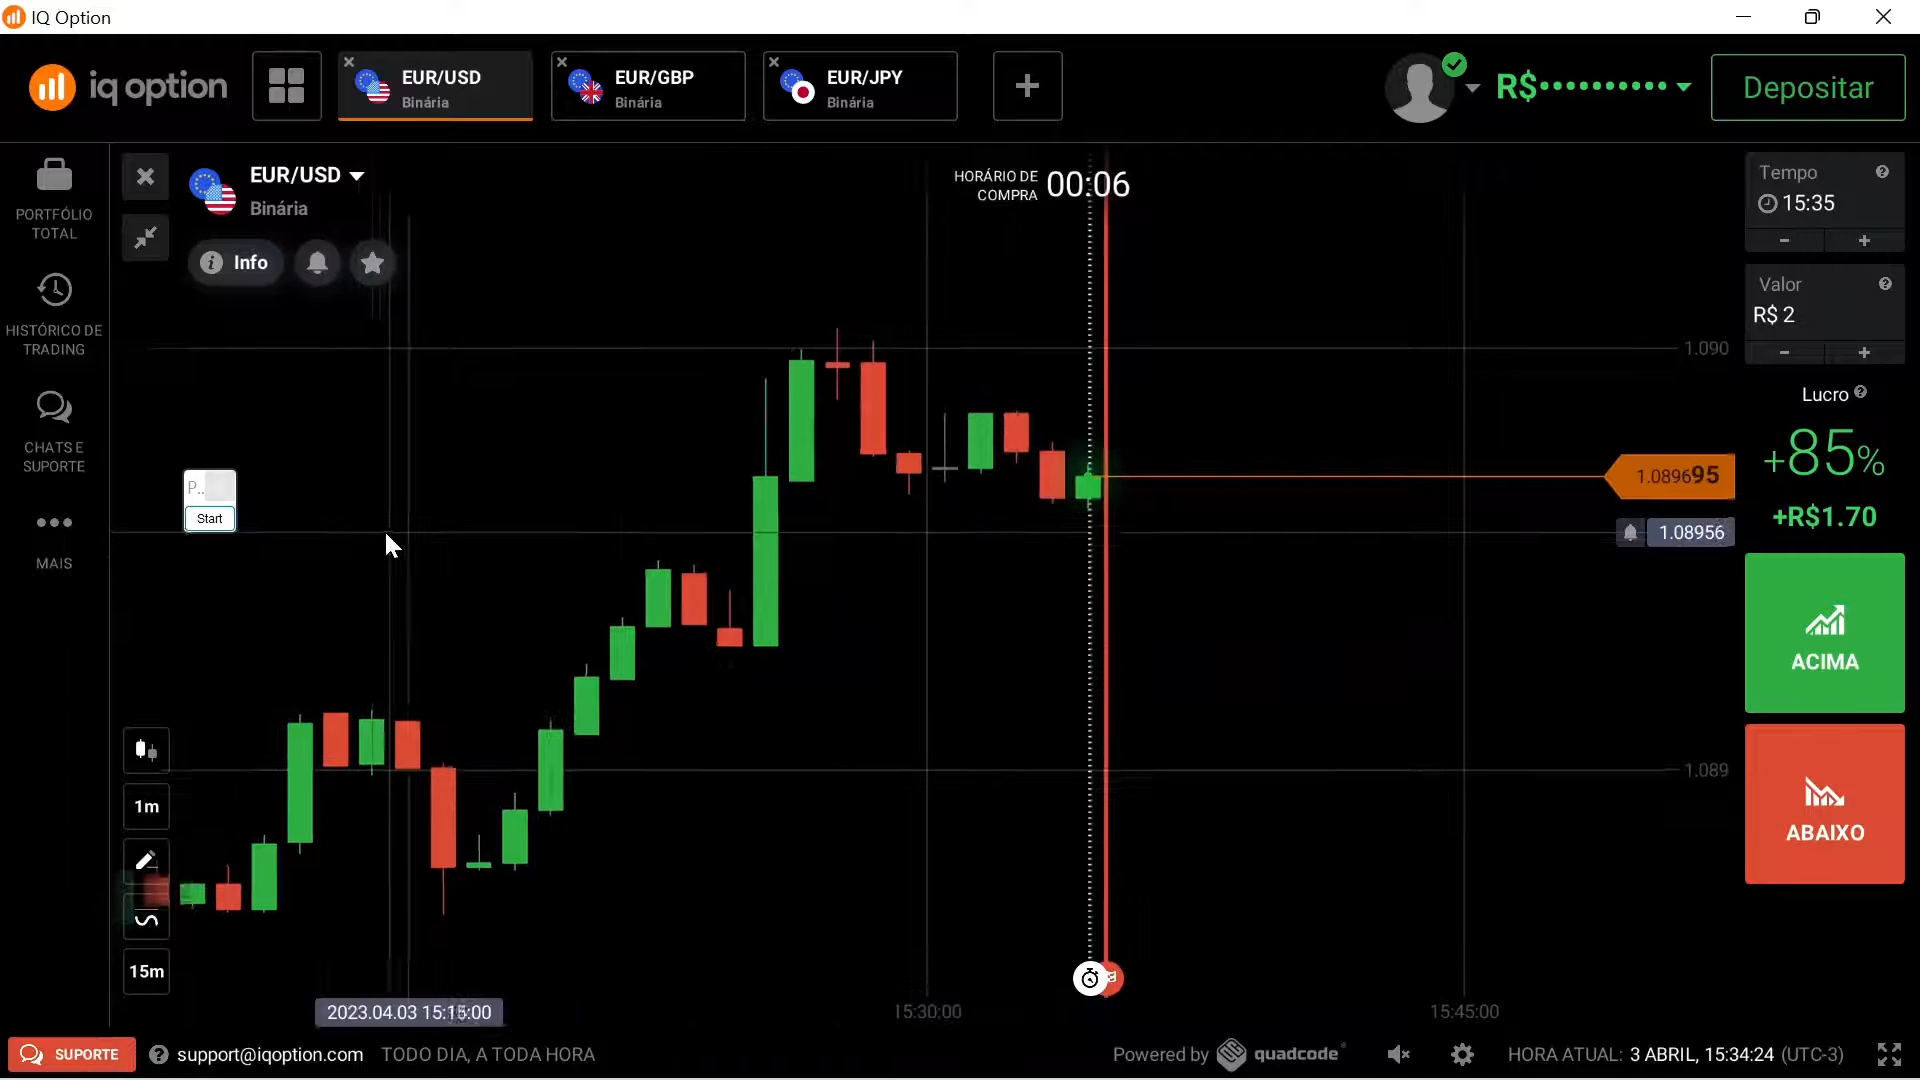 IQ Option
iq option
EUR/USD
Binária
EUR/GBP
Binária
EUR/JPY
Binária
R$
Depositar
PORTFÓLIO
TOTAL
HISTÓRICO DE
TRADING
CHATS E
SUPORTE
MAIS
EUR/USD
Binária
Info
HORÁRIO DE
COMPRA
00:06
P..
Start
1m
15m
2023.04.03 15:15:00
15:30:00
15:45:00
1.090
1.089695
1.08956
1.089
Tempo
15:35
Valor
R$ 2
Lucro
+85%
+R$1.70
ACIMA
ABAIXO
SUPORTE
support@iqoption.com
TODO DIA, A TODA HORA
Powered by quadcode
HORA ATUAL: 3 ABRIL, 15:34:24 (UTC-3)